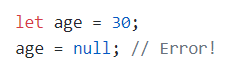 let age = 30;
age = null; // Error!